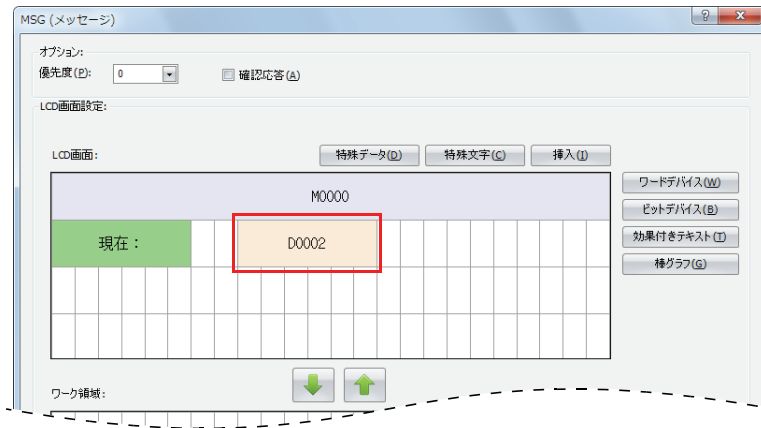 MSG (メッセージ)
オプション:
優先度(P): 0 確認応答(A)
LCD画面設定:
LCD画面: 特殊データ(D) 特殊文字(C) 挿入(I)
M0000
ワードデバイス(W)
ビットデバイス(B)
現在： D0002
効果付きテキスト(T)
棒グラフ(G)
ワーク領域: